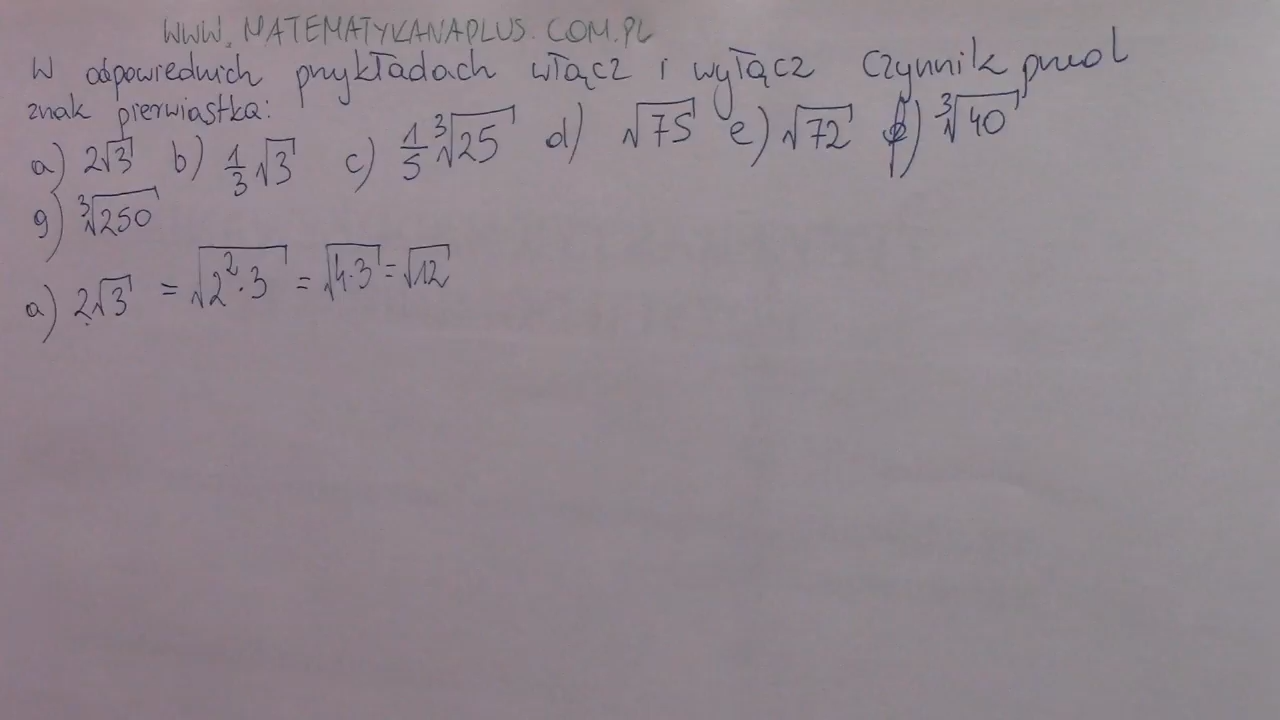 WWW.MATEMATYKANAPLUS.COM.PL
W odpowiednich przykładach włącz i wyłącz czynnik przed
znak pierwiastka:
a) 2√3 b) 1/3 √3 c) 1/5 ∛25 d) √75 e) √72 f) ∛40
g) ∛250
a) 2√3 = √(2²·3) = √(4·3) = √12